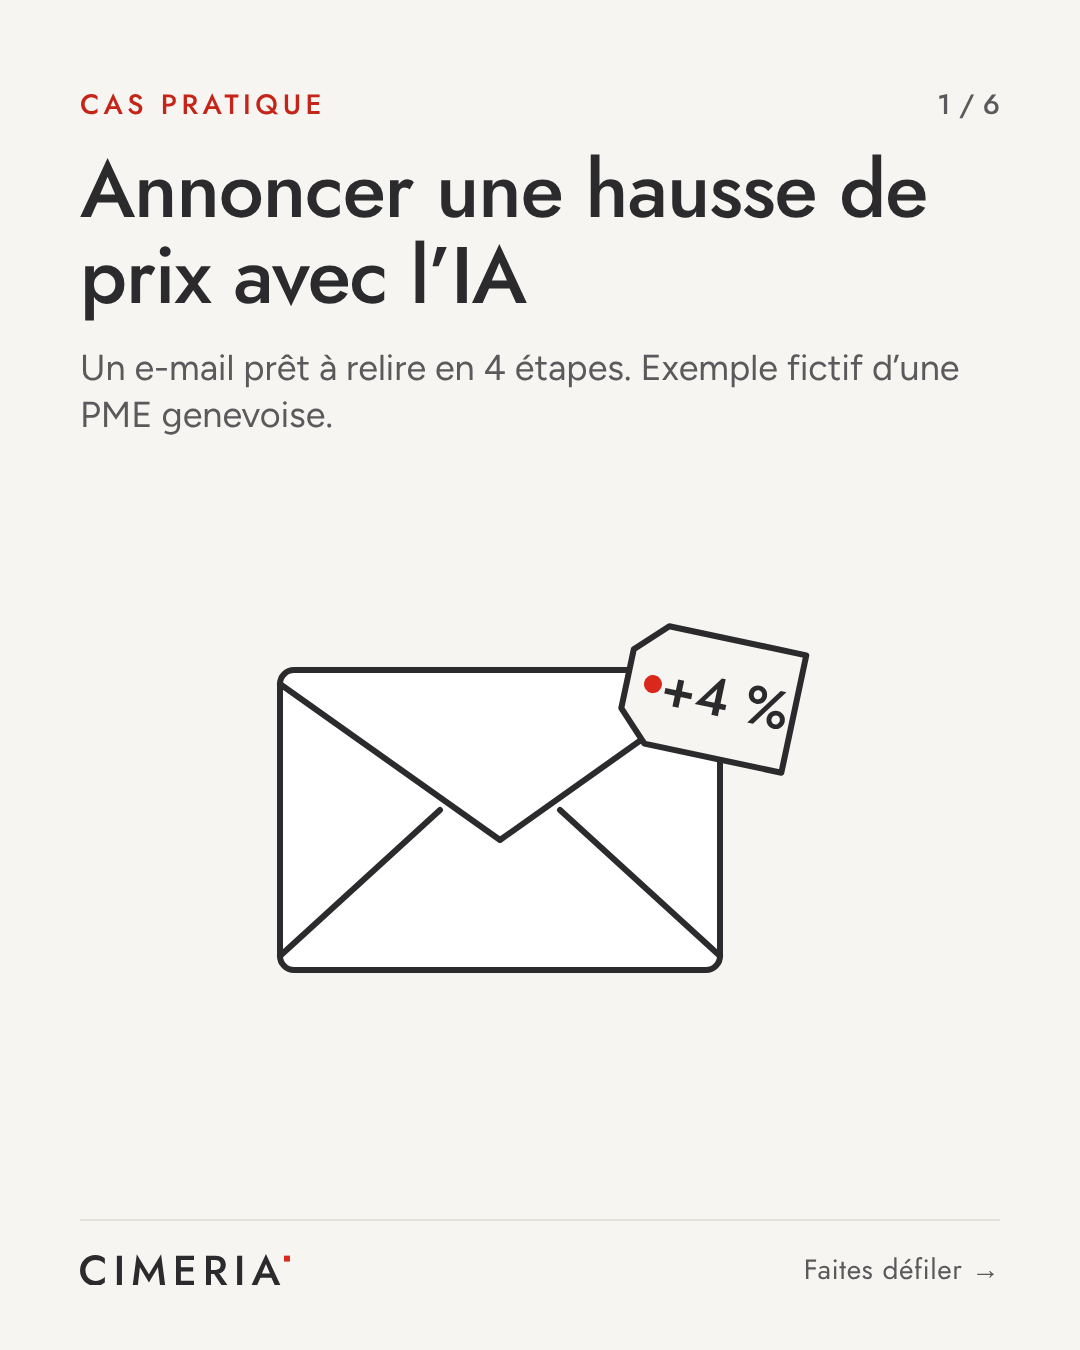 CAS PRATIQUE
1 / 6
Annoncer une hausse de
prix avec l’IA
Un e-mail prêt à relire en 4 étapes. Exemple fictif d’une
PME genevoise.
+4 %
CIMERIA
Faites défiler →